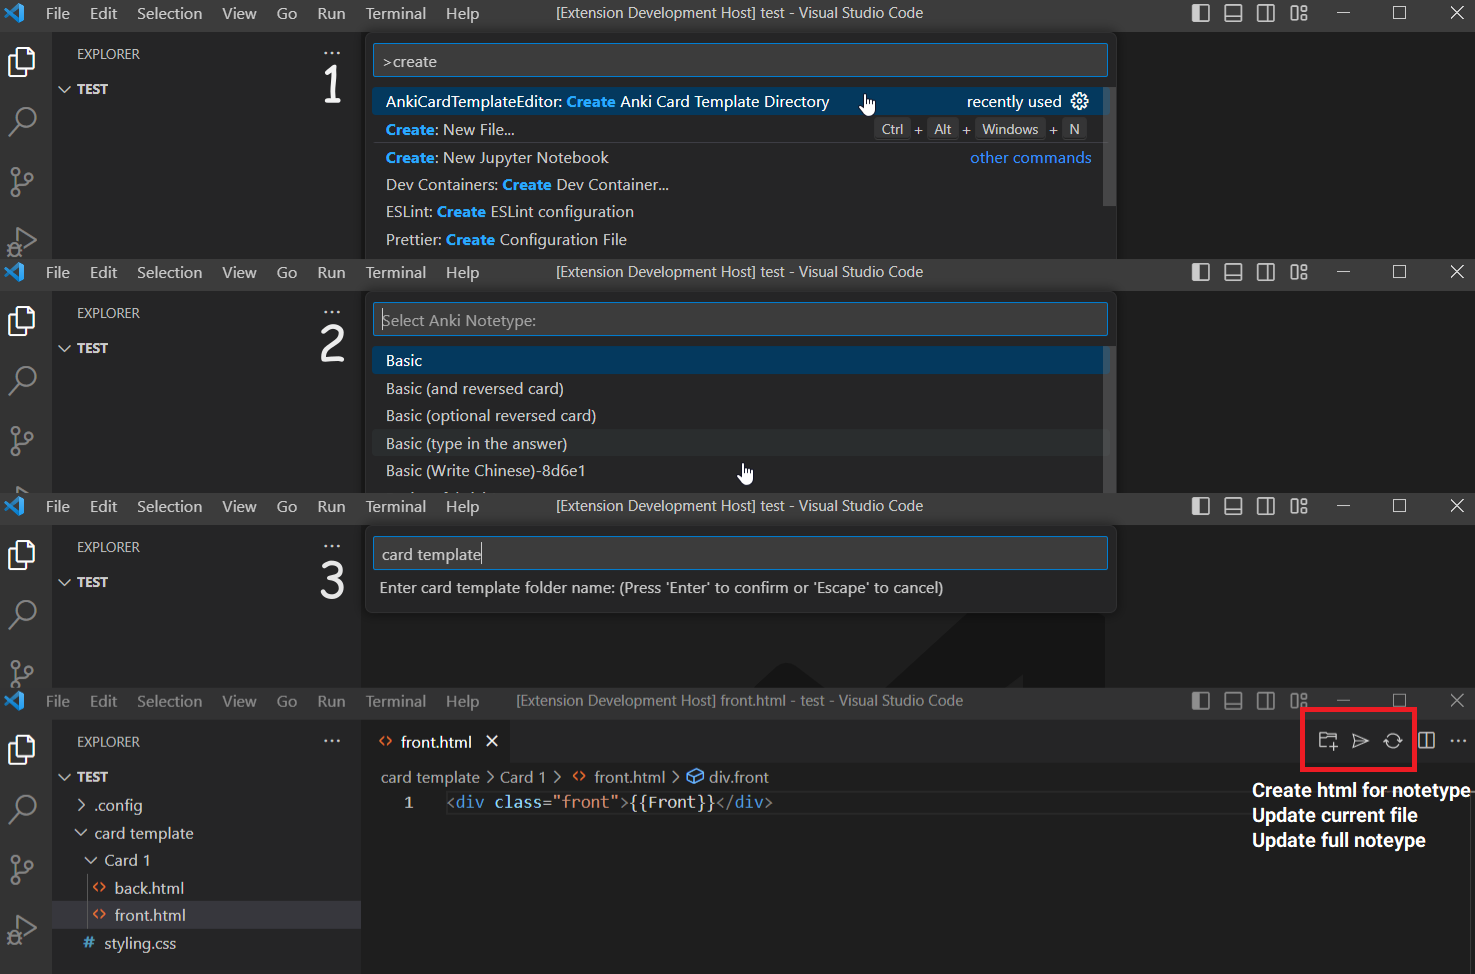 File Edit Selection View Go Run Terminal Help [Extension Development Host] test - Visual Studio Code
EXPLORER
TEST
1
>create
AnkiCardTemplateEditor: Create Anki Card Template Directory recently used
Create: New File... Ctrl + Alt + Windows + N
Create: New Jupyter Notebook other commands
Dev Containers: Create Dev Container...
ESLint: Create ESLint configuration
Prettier: Create Configuration File
File Edit Selection View Go Run Terminal Help [Extension Development Host] test - Visual Studio Code
EXPLORER
TEST
2
Select Anki Notetype:
Basic
Basic (and reversed card)
Basic (optional reversed card)
Basic (type in the answer)
Basic (Write Chinese)-8d6e1
File Edit Selection View Go Run Terminal Help [Extension Development Host] test - Visual Studio Code
EXPLORER
TEST
3
card template
Enter card template folder name: (Press 'Enter' to confirm or 'Escape' to cancel)
File Edit Selection View Go Run Terminal Help [Extension Development Host] front.html - test - Visual Studio Code
EXPLORER
TEST
.config
card template
Card 1
back.html
front.html
# styling.css
front.html
card template > Card 1 > front.html > div.front
1 <div class="front">{{Front}}</div>
Create html for notetype
Update current file
Update full noteype